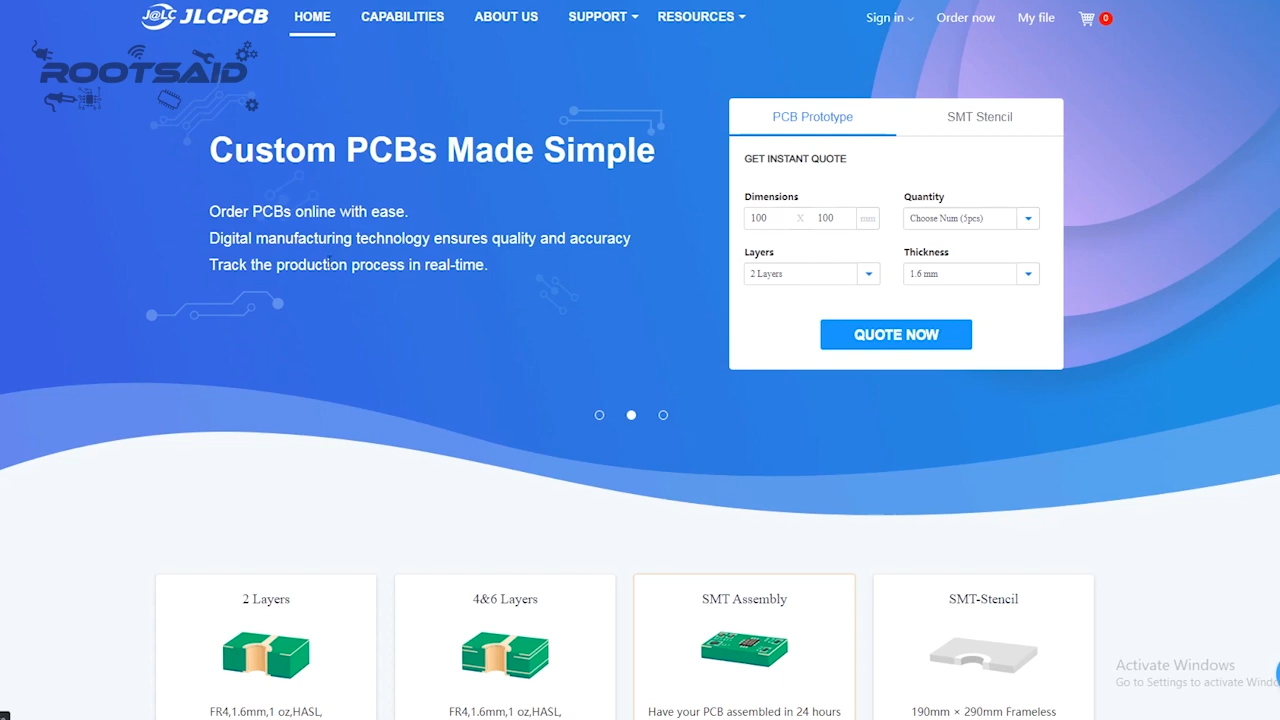 J@LC JLCPCB
HOME
CAPABILITIES
ABOUT US
SUPPORT
RESOURCES
Sign in
Order now
My file
0
ROOTSAID
Custom PCBs Made Simple
Order PCBs online with ease.
Digital manufacturing technology ensures quality and accuracy
Track the production process in real-time.
PCB Prototype
SMT Stencil
GET INSTANT QUOTE
Dimensions
Quantity
100 X 100 mm
Choose Num (5pcs)
Layers
Thickness
2 Layers
1.6 mm
QUOTE NOW
2 Layers
4&6 Layers
SMT Assembly
SMT-Stencil
FR4,1.6mm,1 oz,HASL,
FR4,1.6mm,1 oz,HASL,
Have your PCB assembled in 24 hours
190mm × 290mm Frameless
Activate Windows
Go to Settings to activate Windo